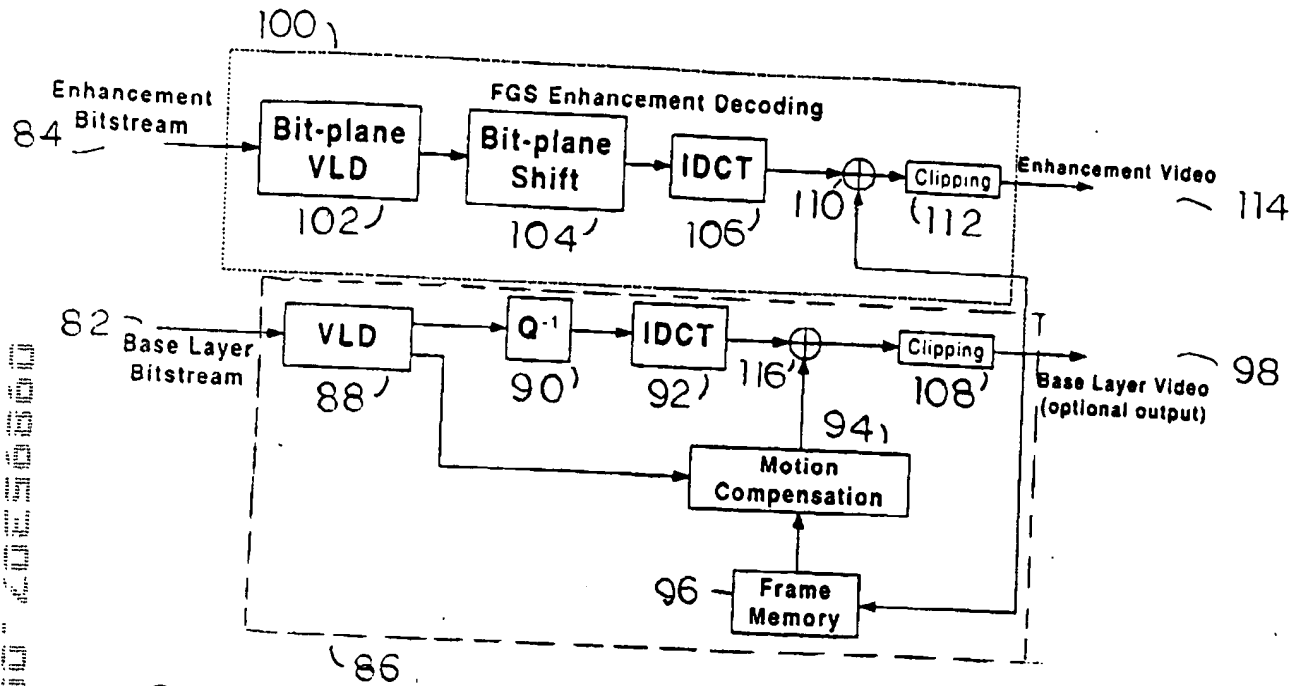 100
FGS Enhancement Decoding
Enhancement
Bitstream
84
Bit-plane
VLD
102
Bit-plane
Shift
104
IDCT
106
110
Clipping
112
Enhancement Video
114
82
Base Layer
Bitstream
VLD
88
Q-1
90
IDCT
92
116
Clipping
108
98
Base Layer Video
(optional output)
94
Motion
Compensation
96
Frame
Memory
86